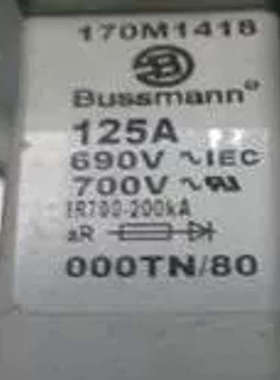 170M1418
Bussmann®
125A
690V ~ IEC
700V ~
IR700-200kA
aR
000TN/80